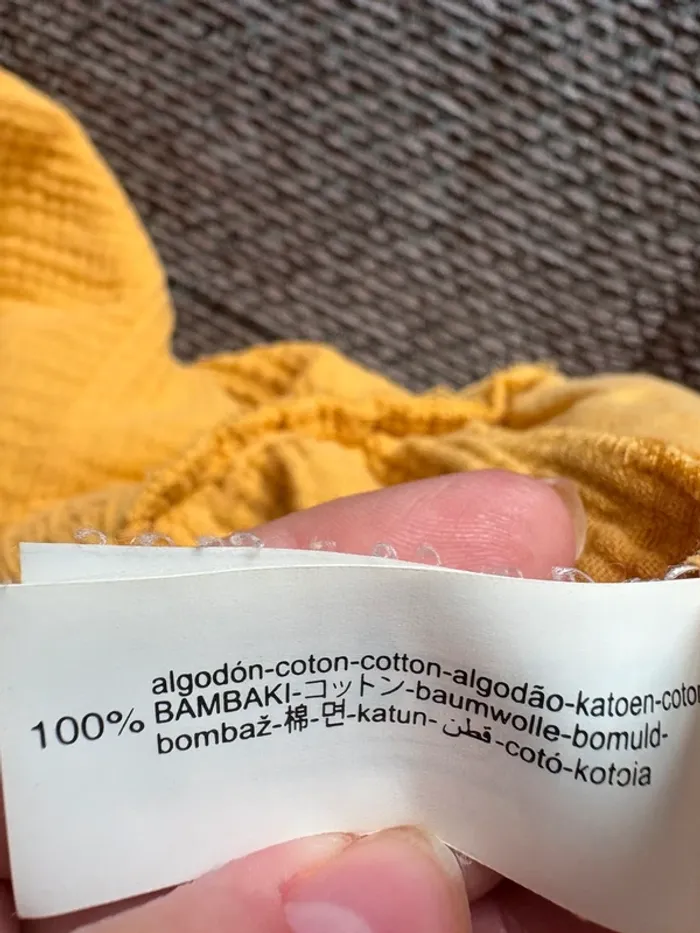 algodón-coton-cotton-algodão-katoen-coto
100% BAMBAKI-コットン-baumwolle-bomuld-
bombaž-棉-면-katun- قطن -cotó-kotɔia